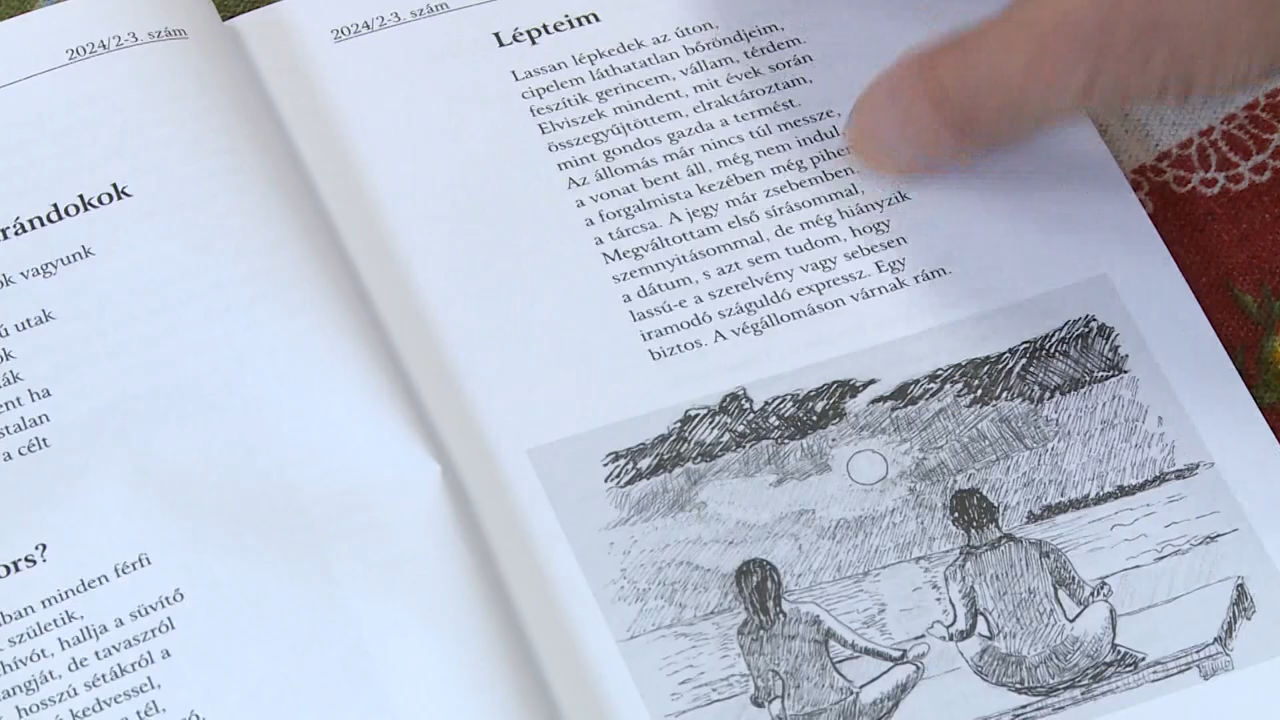 2024/2-3. szám
rándokok
ok vagyunk
ú utak
ok
ák
ent ha
stalan
a célt
ors?
ban minden férfi
születik,
hívót, hallja a süvítő
angját, de tavaszról
hosszú sétákról a
kedvessel,
a tél,
2024/2-3. szám
Lépteim
Lassan lépkedek az úton,
cipelem láthatatlan bőröndjeim,
feszítik gerincem, vállam, térdem.
Elviszek mindent, mit évek során
összegyűjtöttem, elraktároztam,
mint gondos gazda a termést.
Az állomás már nincs túl messze,
a vonat bent áll, még nem indul
a forgalmista kezében még pihe
a tárcsa. A jegy már zsebemben.
Megváltottam első sírásommal,
szemnyitásommal, de még hiányzik
a dátum, s azt sem tudom, hogy
lassú-e a szerelvény vagy sebesen
iramodó száguldó expressz. Egy
biztos. A végállomáson várnak rám.